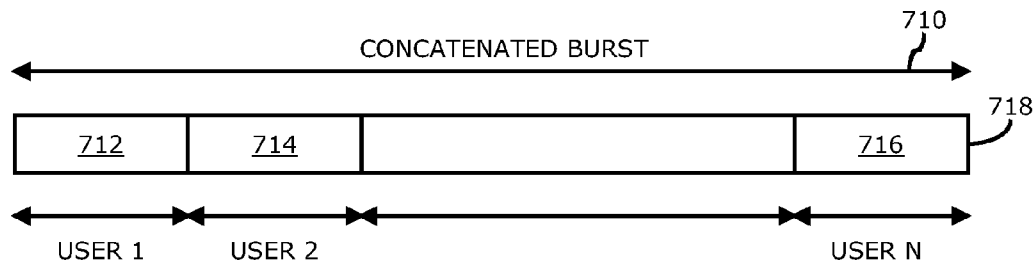 710
CONCATENATED BURST
718
712 714 716
USER 1 USER 2 USER N